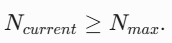 N_{current} ≥ N_{max}.